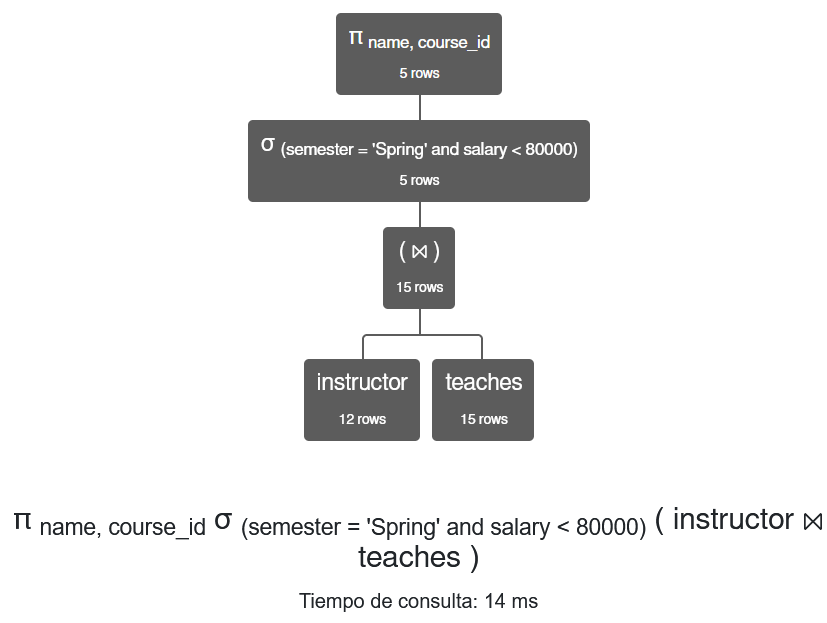 π name, course_id
5 rows
σ (semester = 'Spring' and salary < 80000)
5 rows
( ⋈ )
15 rows
instructor
12 rows
teaches
15 rows
π name, course_id σ (semester = 'Spring' and salary < 80000) ( instructor ⋈
teaches )
Tiempo de consulta: 14 ms